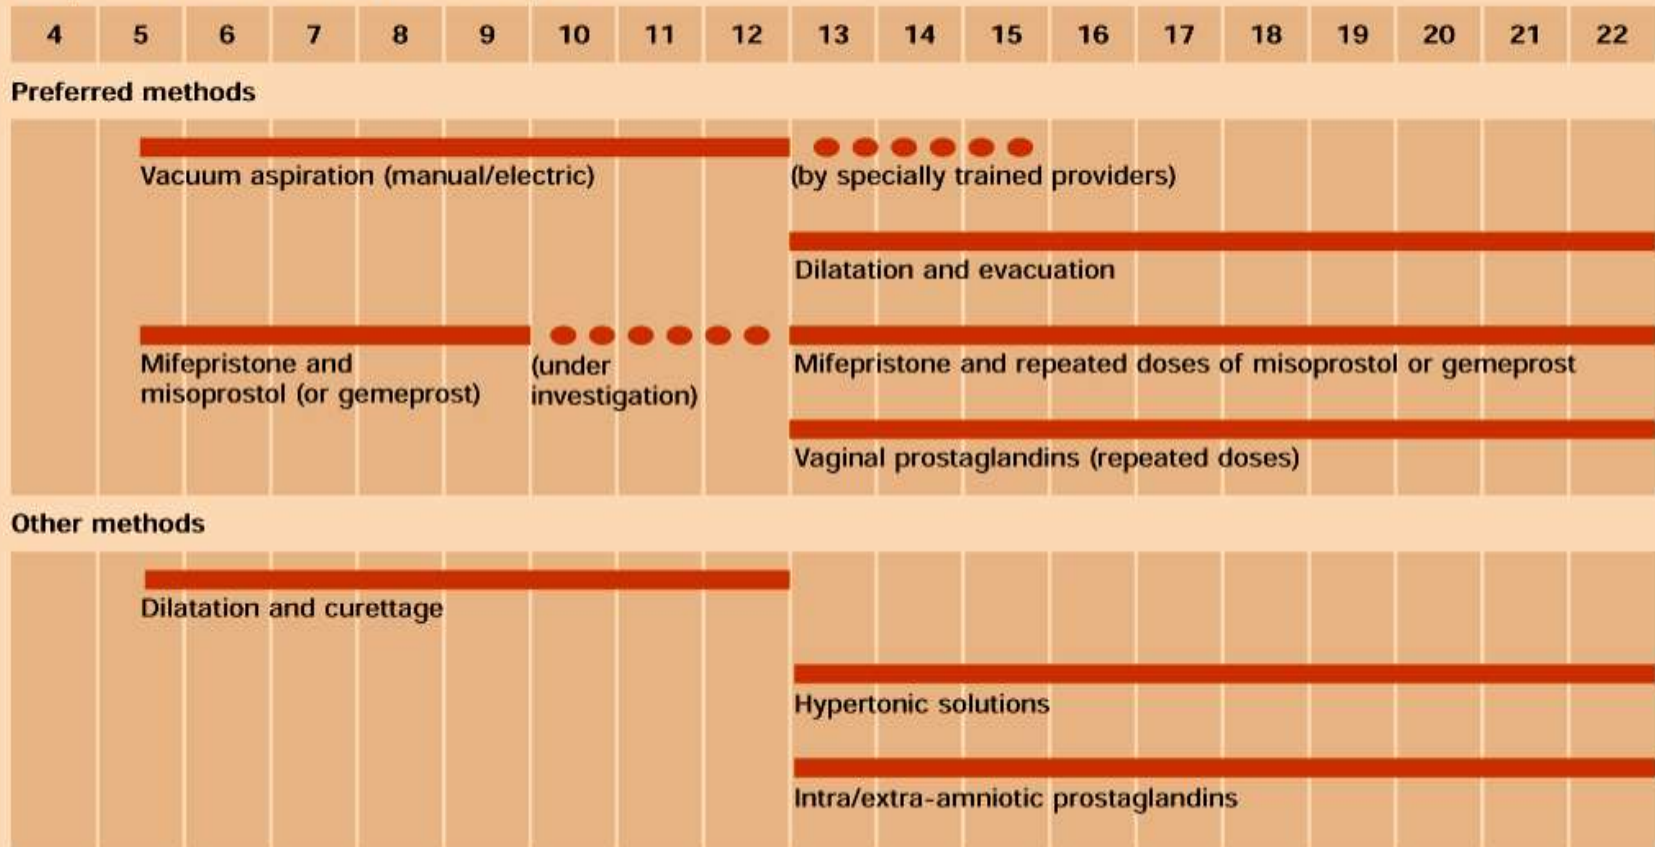 4 5 6 7 8 9 10 11 12 13 14 15 16 17 18 19 20 21 22
Preferred methods
Vacuum aspiration (manual/electric) (by specially trained providers)
Dilatation and evacuation
Mifepristone and
misoprostol (or gemeprost)
(under
investigation)
Mifepristone and repeated doses of misoprostol or gemeprost
Vaginal prostaglandins (repeated doses)
Other methods
Dilatation and curettage
Hypertonic solutions
Intra/extra-amniotic prostaglandins